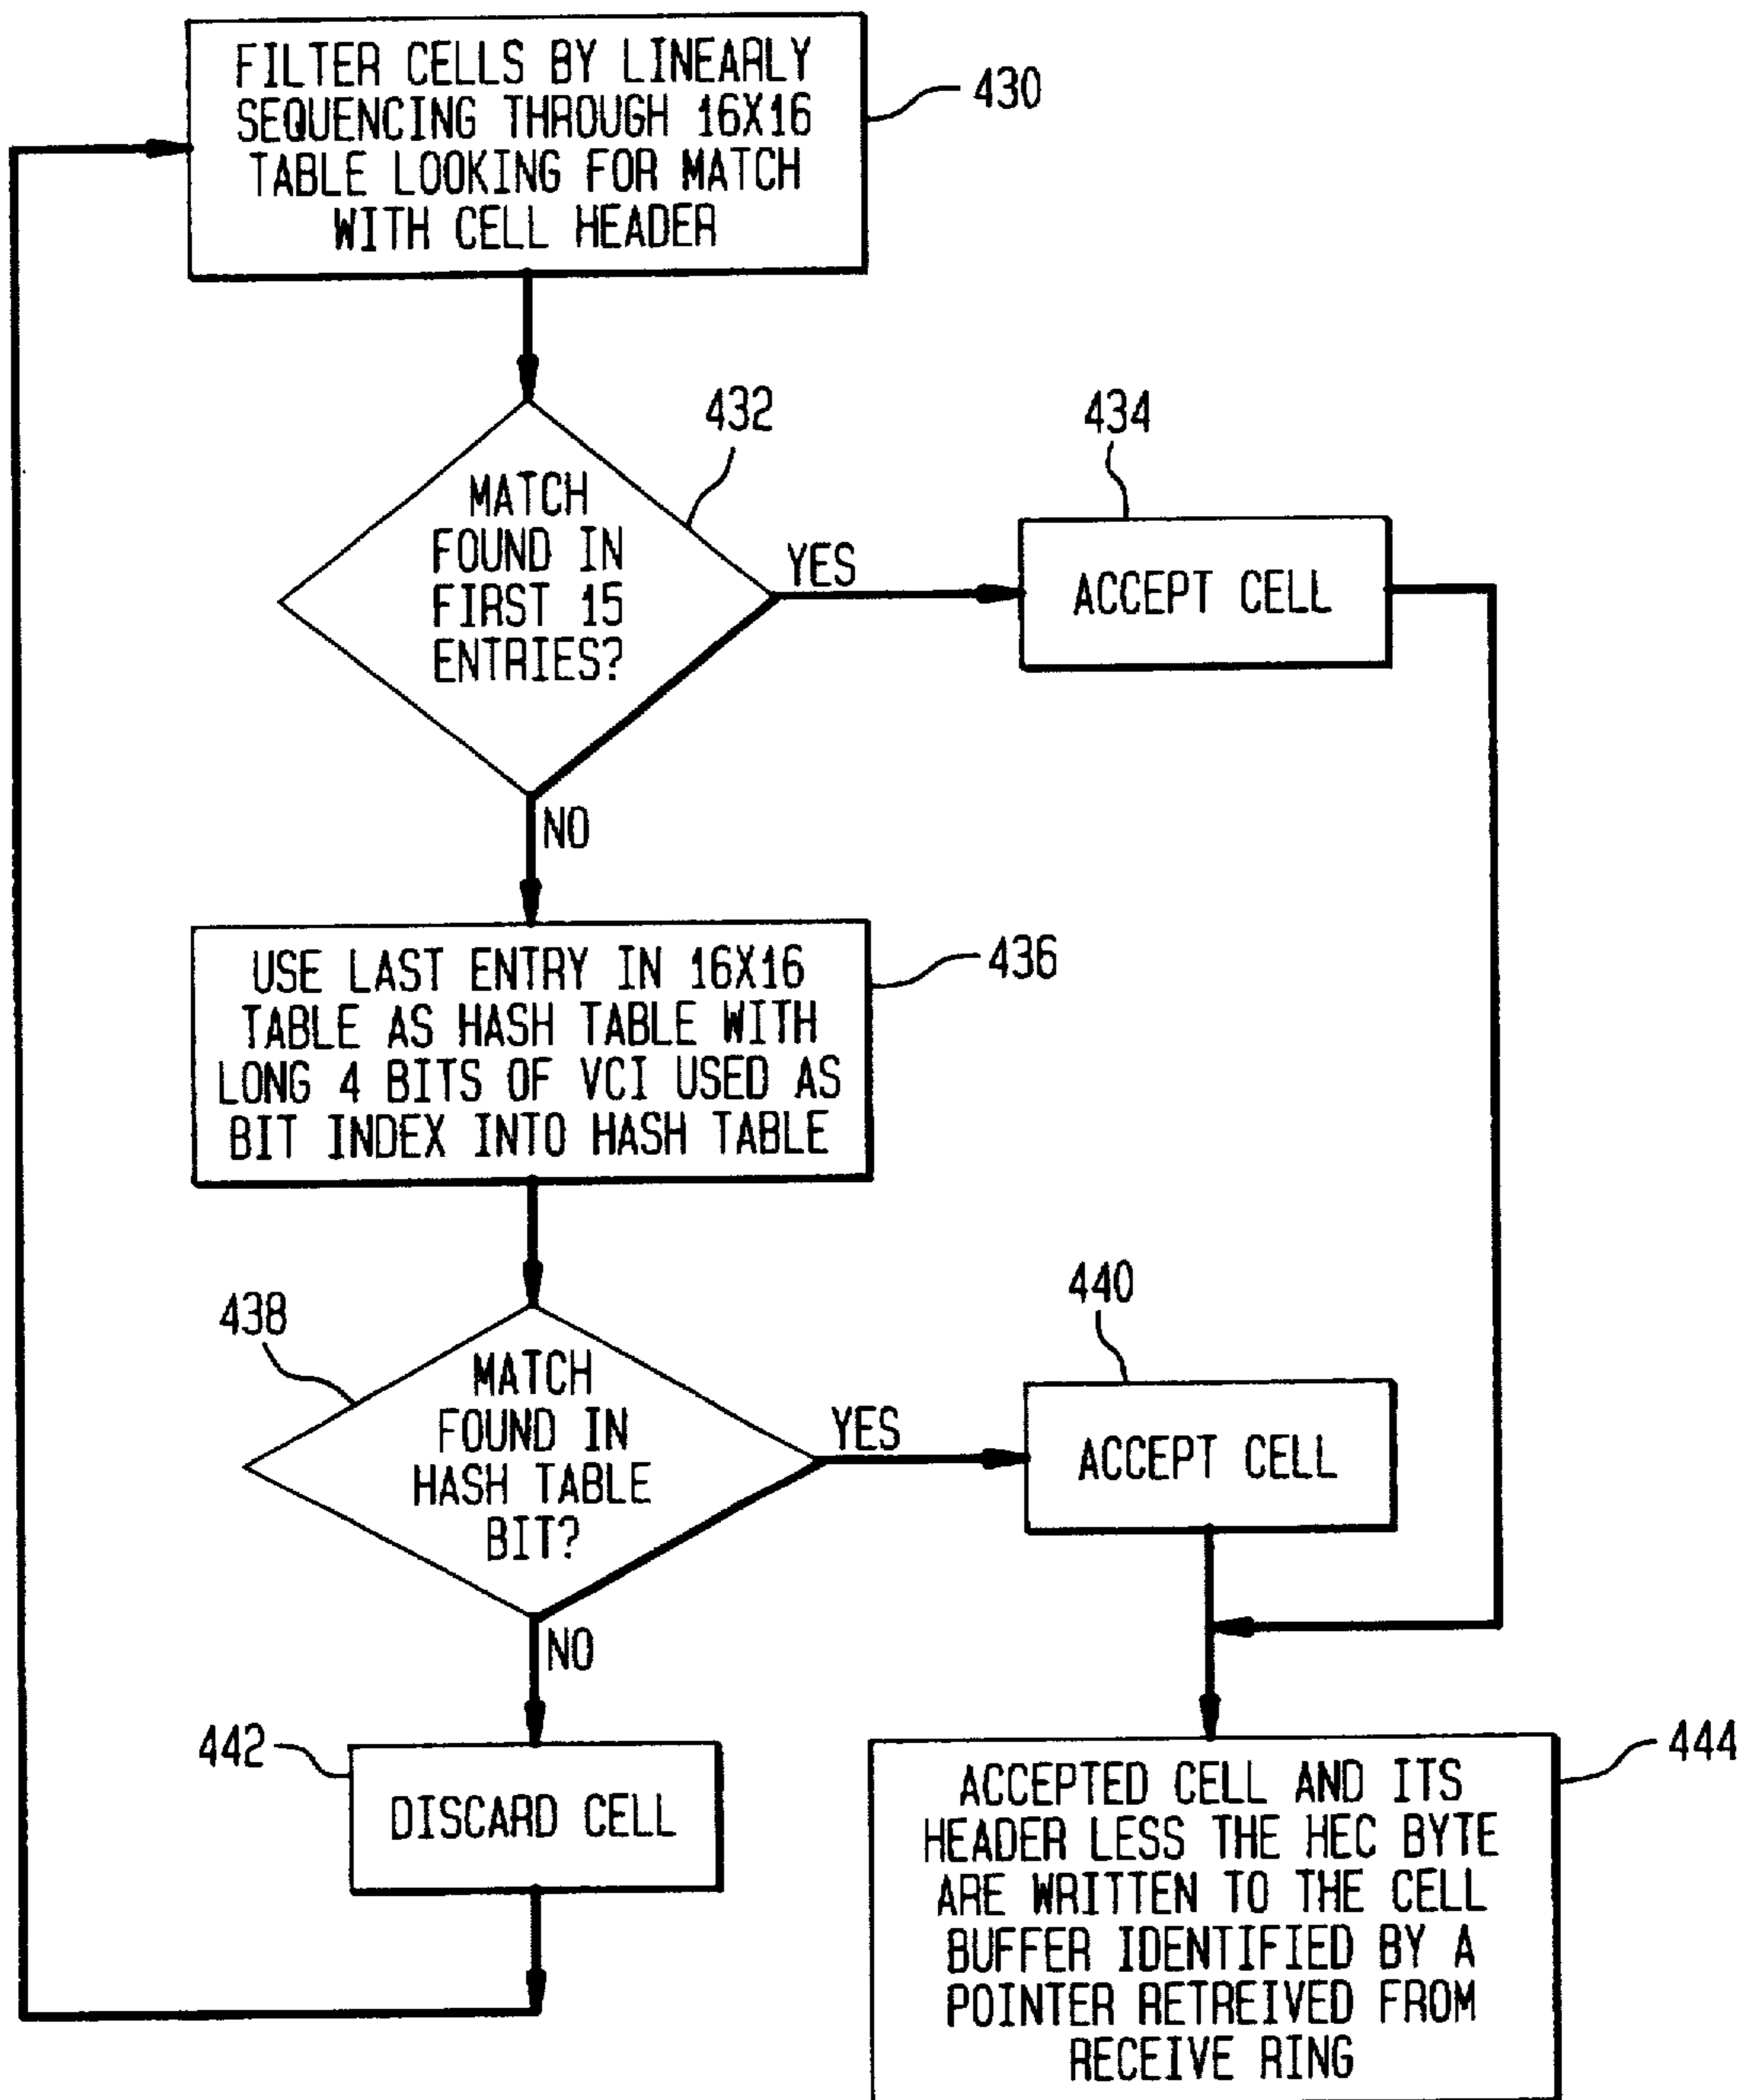 FILTER CELLS BY LINEARLY
SEQUENCING THROUGH 16X16
TABLE LOOKING FOR MATCH
WITH CELL HEADER
430
432
MATCH
FOUND IN
FIRST 15
ENTRIES?
YES
434
ACCEPT CELL
NO
USE LAST ENTRY IN 16X16
TABLE AS HASH TABLE WITH
LONG 4 BITS OF VCI USED AS
BIT INDEX INTO HASH TABLE
436
438
MATCH
FOUND IN
HASH TABLE
BIT?
YES
440
ACCEPT CELL
NO
442
DISCARD CELL
ACCEPTED CELL AND ITS
HEADER LESS THE HEC BYTE
ARE WRITTEN TO THE CELL
BUFFER IDENTIFIED BY A
POINTER RETREIVED FROM
RECEIVE RING
444